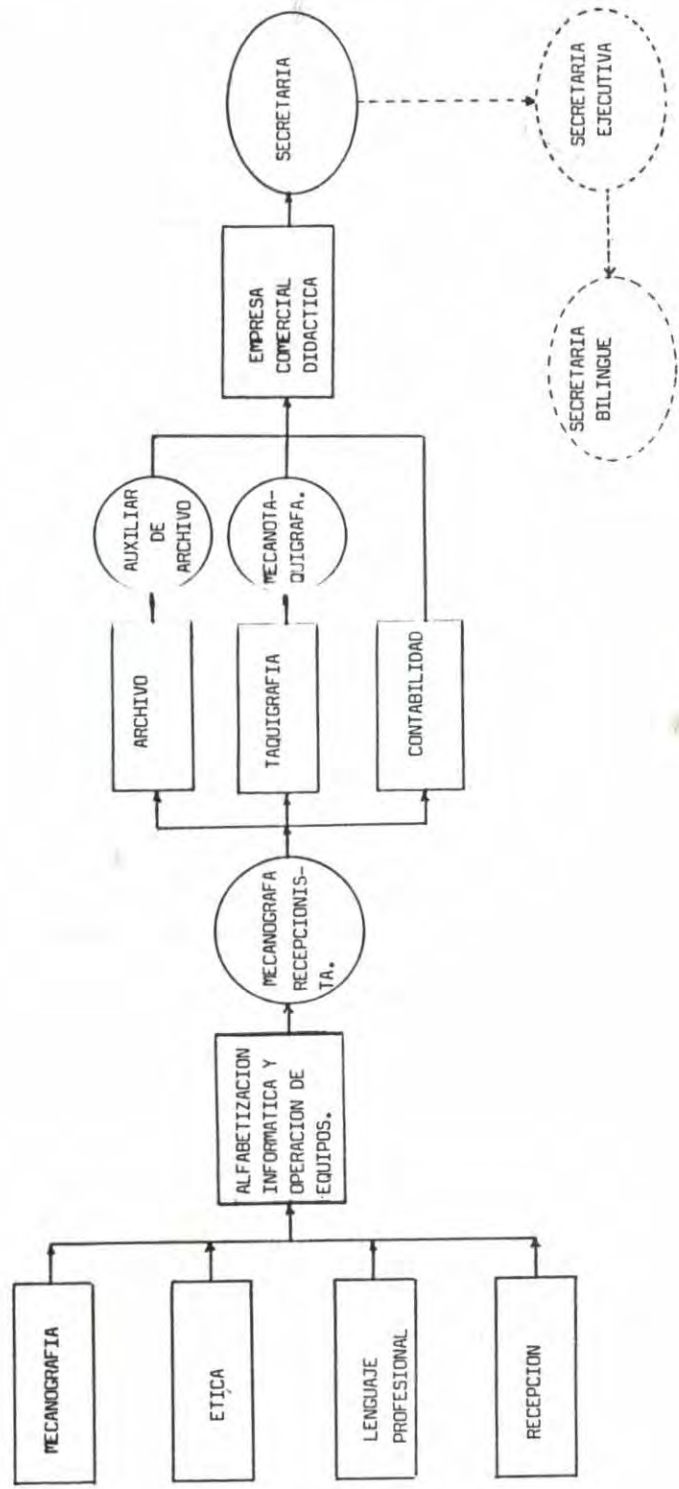 MECANOGRAFIA
ETICA
LENGUAJE
PROFESIONAL
RECEPCION
ALFABETIZACION
INFORMATICA Y
OPERACION DE
EQUIPOS.
MECANOGRAFA
RECEPCIONIS-
TA.
ARCHIVO
TAQUIGRAFIA
CONTABILIDAD
AUXILIAR
DE
ARCHIVO
MECANOTA-
QUIGRAFA.
EMPRESA
COMERCIAL
DIDACTICA
SECRETARIA
SECRETARIA
EJECUTIVA
SECRETARIA
BILINGUE